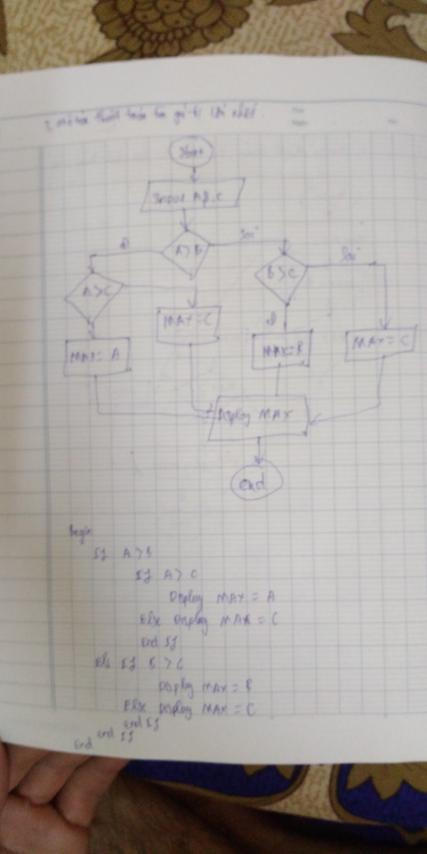 Start
Input A, B, C
A > B
Đ
Sai
A > C
B > C
Sai
Đ
MAX = C
MAX = A
MAX = B
MAX = C
Display MAX
End
Begin
If A > B
If A > C
Display MAX = A
Else Display MAX = C
End If
Else If B > C
Display MAX = B
Else Display MAX = C
end If
end If
End